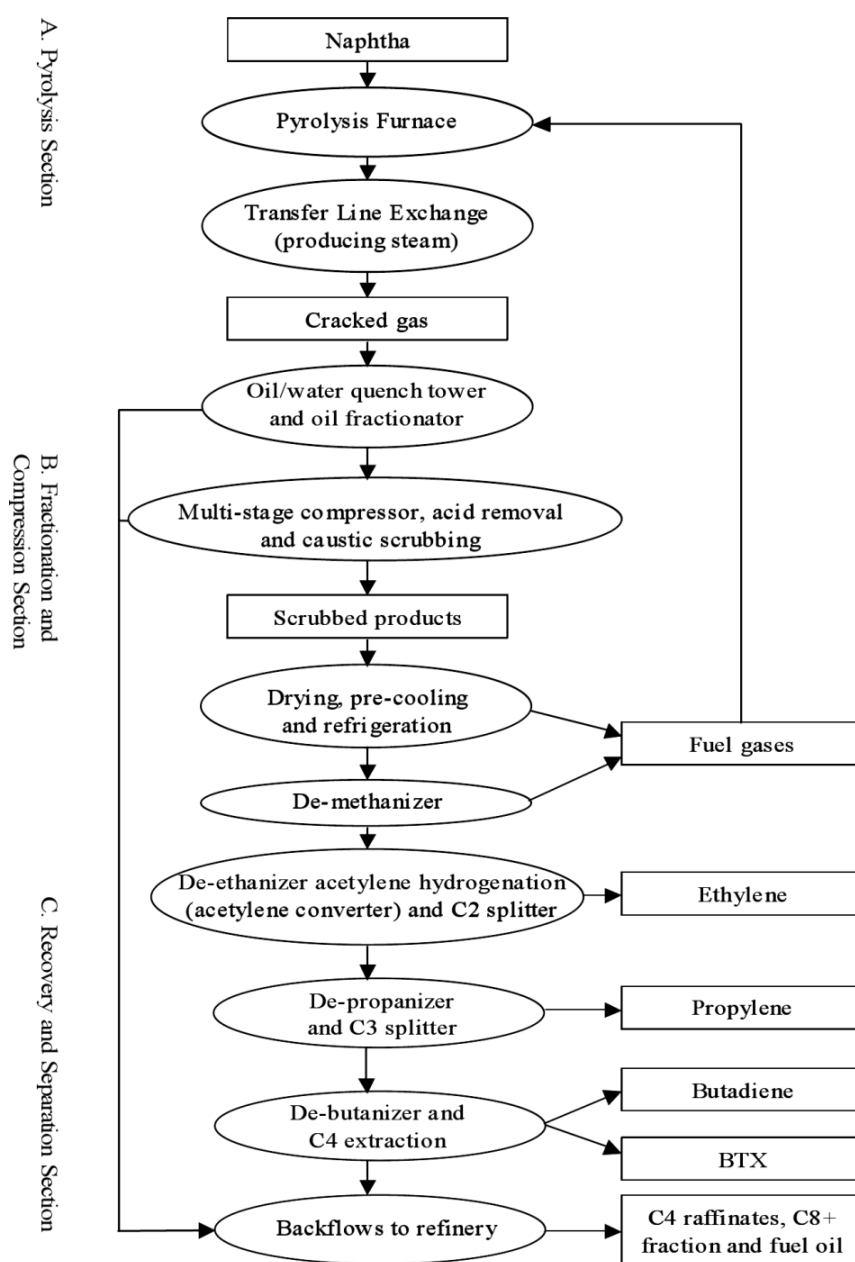 A. Pyrolysis Section
Naphtha
Pyrolysis Furnace
Transfer Line Exchange
(producing steam)
Cracked gas
Oil/water quench tower
and oil fractionator
B. Fractionation and
Compression Section
Multi-stage compressor, acid removal
and caustic scrubbing
Scrubbed products
Drying, pre-cooling
and refrigeration
Fuel gases
De-methanizer
C. Recovery and Separation Section
De-ethanizer acetylene hydrogenation
(acetylene converter) and C2 splitter
Ethylene
De-propanizer
and C3 splitter
Propylene
De-butanizer and
C4 extraction
Butadiene
BTX
Backflows to refinery
C4 raffinates, C8+
fraction and fuel oil